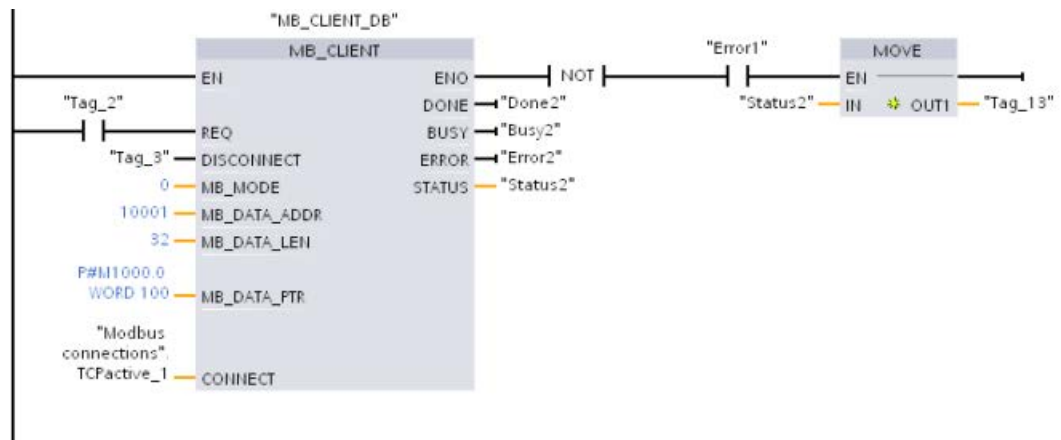 "MB_CLIENT_DB"
MB_CLIENT
"Error1"
MOVE
EN
ENO
NOT
EN
"Tag_2"
DONE
"Done2"
"Status2"
IN
OUT1
"Tag_13"
REQ
BUSY
"Busy2"
"Tag_3"
DISCONNECT
ERROR
"Error2"
0
MB_MODE
STATUS
"Status2"
10001
MB_DATA_ADDR
32
MB_DATA_LEN
P#M1000.0
WORD 100
MB_DATA_PTR
"Modbus
connections".
TCPactive_1
CONNECT